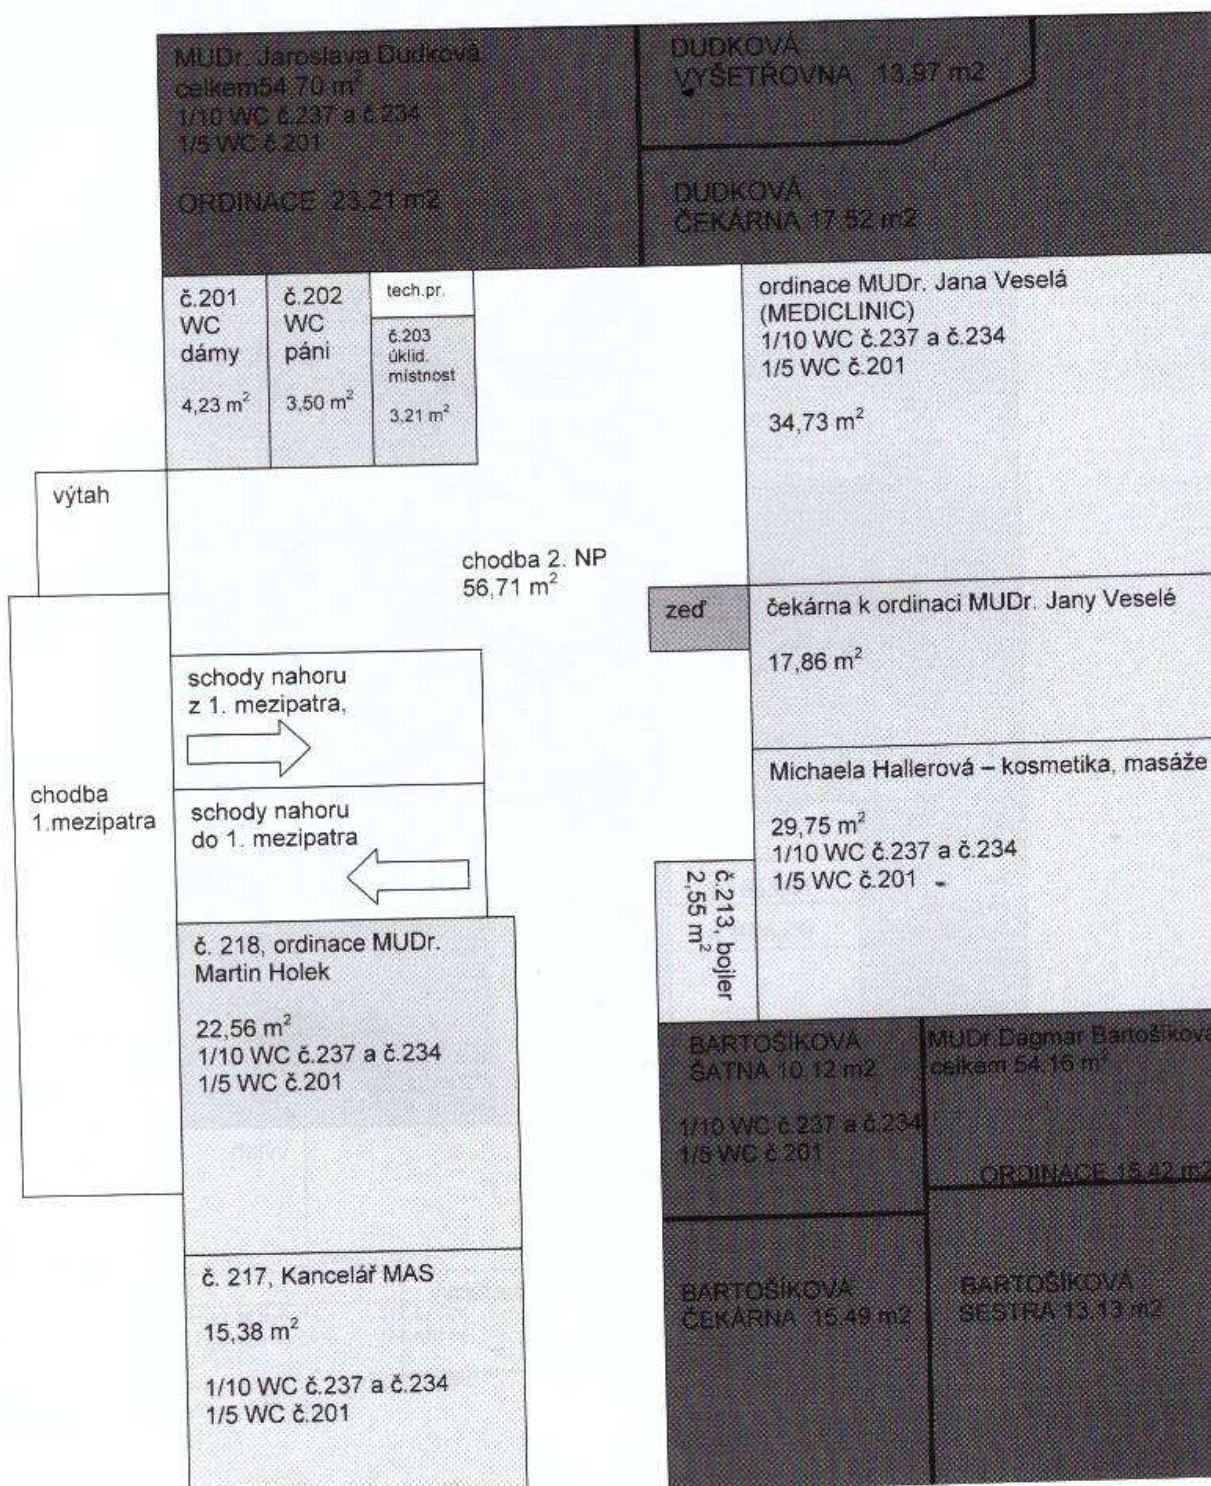 MUDr. Jaroslava Dudková
celkem54.70 m²
1/10 WC č.237 a č.234
1/5 WC č.201
ORDINACE 23.21 m2
DUDKOVÁ
VYŠETŘOVNA 13,97 m2
DUDKOVÁ
ČEKÁRNA 17.52 m2
č.201
WC
dámy
4,23 m²
č.202
WC
páni
3,50 m²
tech.pr.
č.203
úklid.
místnost
3,21 m²
ordinace MUDr. Jana Veselá
(MEDICLINIC)
1/10 WC č.237 a č.234
1/5 WC č.201
34,73 m²
výtah
chodba 2. NP
56,71 m²
zeď
čekárna k ordinaci MUDr. Jany Veselé
17,86 m²
schody nahoru
z 1. mezipatra,
chodba
1.mezipatra
schody nahoru
do 1. mezipatra
Michaela Hallerová – kosmetika, masáže
29,75 m²
1/10 WC č.237 a č.234
1/5 WC č.201
č.213, bojler
2,55 m²
č. 218, ordinace MUDr.
Martin Holek
22,56 m²
1/10 WC č.237 a č.234
1/5 WC č.201
BARTOŠÍKOVÁ
ŠATNA 10.12 m2
1/10 WC č.237 a č.234
1/5 WC č.201
MUDr Dagmar Bartošíková
celkem 54,16 m²
ORDINACE 15.42 m2
č. 217, Kancelář MAS
15,38 m²
1/10 WC č.237 a č.234
1/5 WC č.201
BARTOŠÍKOVÁ
ČEKÁRNA 15.49 m2
BARTOŠÍKOVÁ
SESTRA 13.13 m2